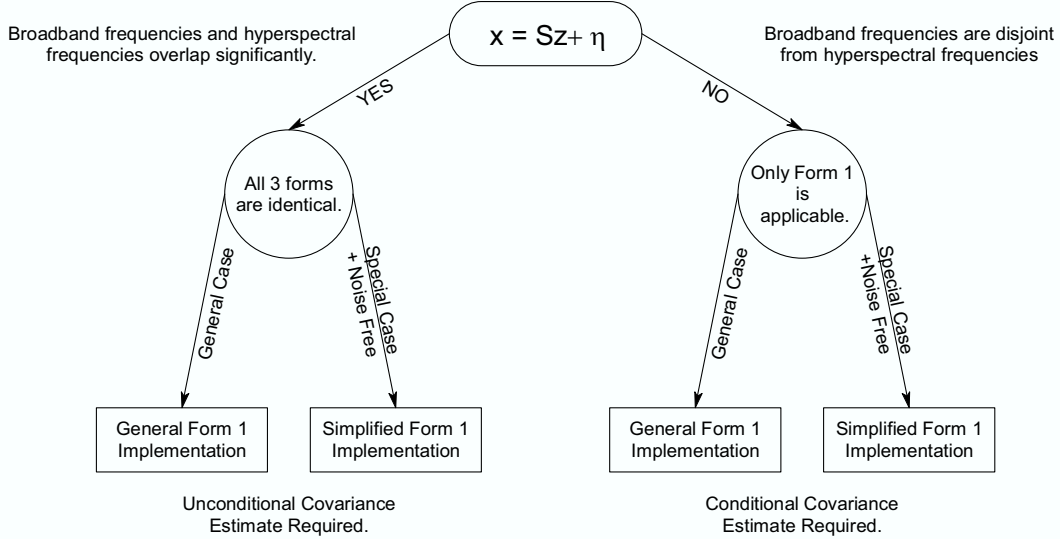 Broadband frequencies and hyperspectral
frequencies overlap significantly.
x = Sz+ η
Broadband frequencies are disjoint
from hyperspectral frequencies
YES
NO
All 3 forms
are identical.
Only Form 1
is
applicable.
General Case
Special Case
+ Noise Free
General Case
Special Case
+Noise Free
General Form 1
Implementation
Simplified Form 1
Implementation
General Form 1
Implementation
Simplified Form 1
Implementation
Unconditional Covariance
Estimate Required.
Conditional Covariance
Estimate Required.